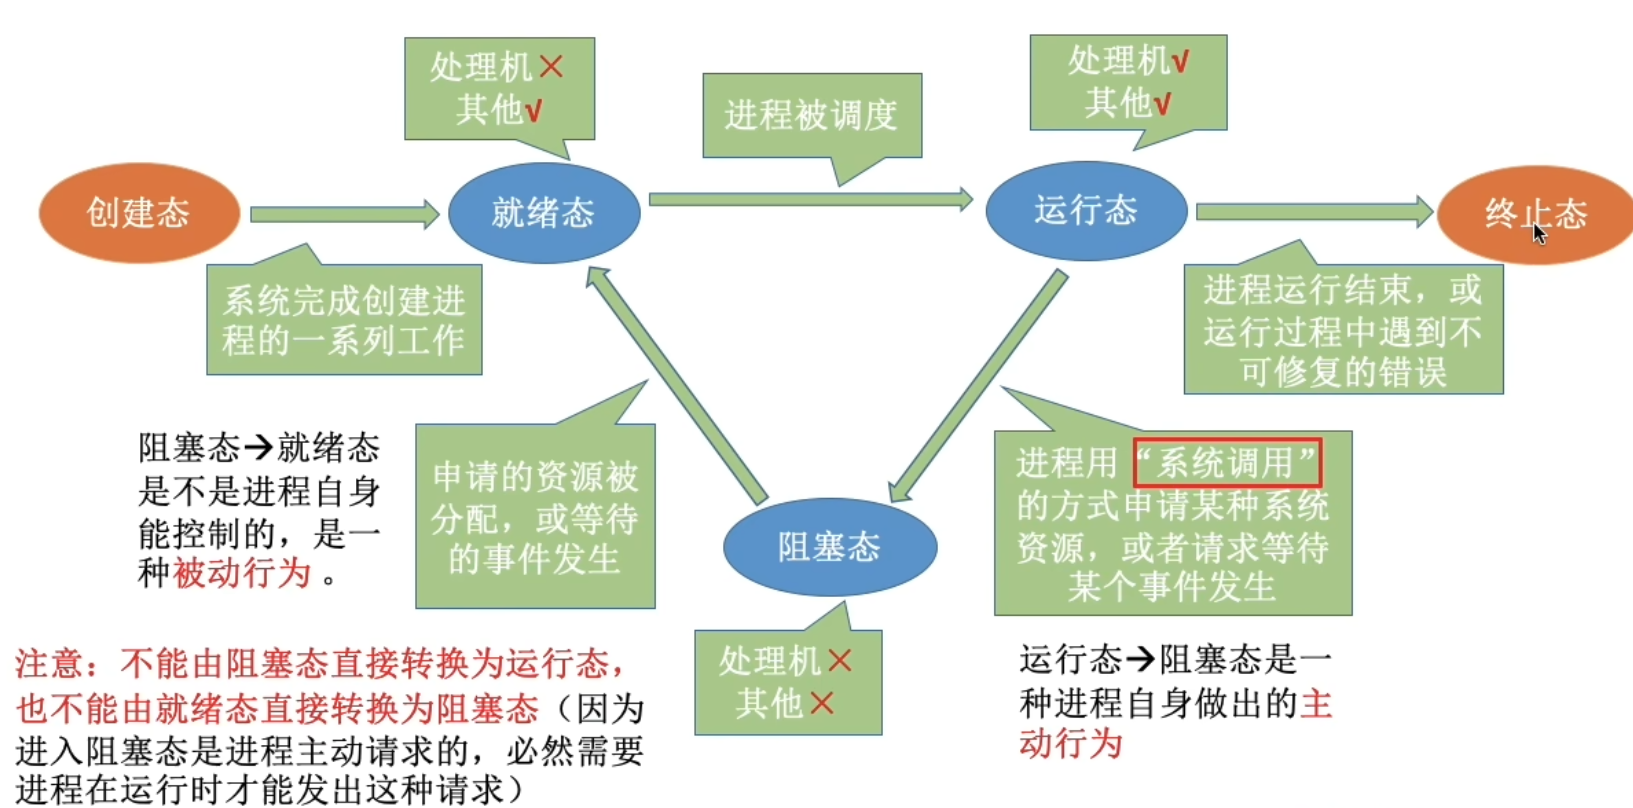 处理机×
其他√
进程被调度
处理机√
其他√
创建态
就绪态
运行态
终止态
系统完成创建进
程的一系列工作
进程运行结束，或
运行过程中遇到不
可修复的错误
阻塞态→就绪态
是不是进程自身
能控制的，是一
种被动行为 。
申请的资源被
分配，或等待
的事件发生
进程用“系统调用”
的方式申请某种系统
资源，或者请求等待
某个事件发生
阻塞态
处理机×
其他×
注意：不能由阻塞态直接转换为运行态，
也不能由就绪态直接转换为阻塞态（因为
进入阻塞态是进程主动请求的，必然需要
进程在运行时才能发出这种请求）
运行态→阻塞态是一
种进程自身做出的主
动行为